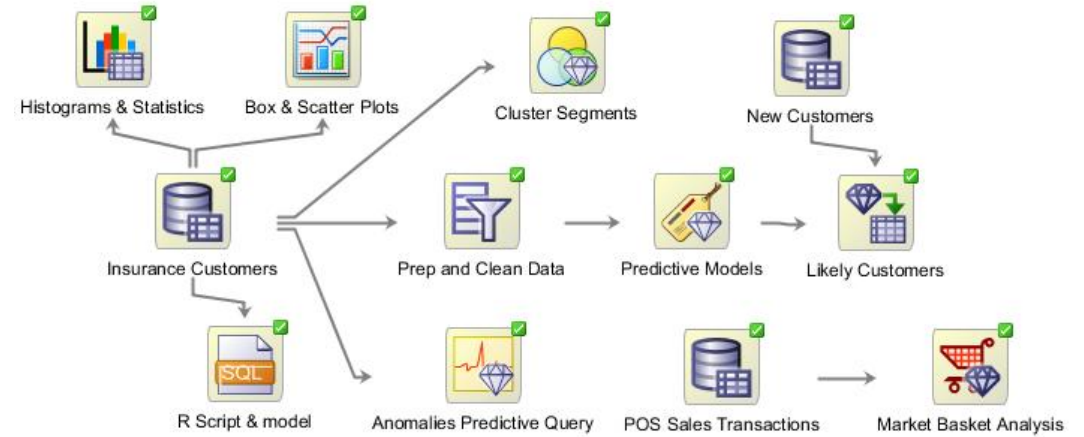 Histograms & Statistics
Box & Scatter Plots
Cluster Segments
New Customers
Insurance Customers
Prep and Clean Data
Predictive Models
Likely Customers
SQL
R Script & model
Anomalies Predictive Query
POS Sales Transactions
Market Basket Analysis